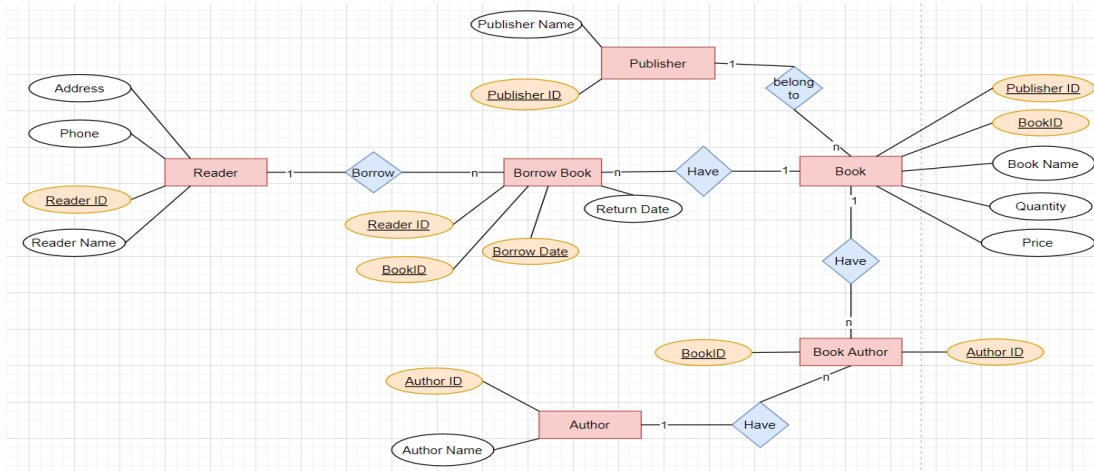 Publisher Name
Publisher
1
Publisher ID
belong
to
Publisher ID
Address
BookID
Phone
n
Book Name
Reader
1
Borrow
n
Borrow Book
n
Have
1
Book
Reader ID
Return Date
Quantity
Reader ID
1
Reader Name
Borrow Date
Price
BookID
Have
n
BookID
Book Author
Author ID
Author ID
n
Author
1
Have
Author Name